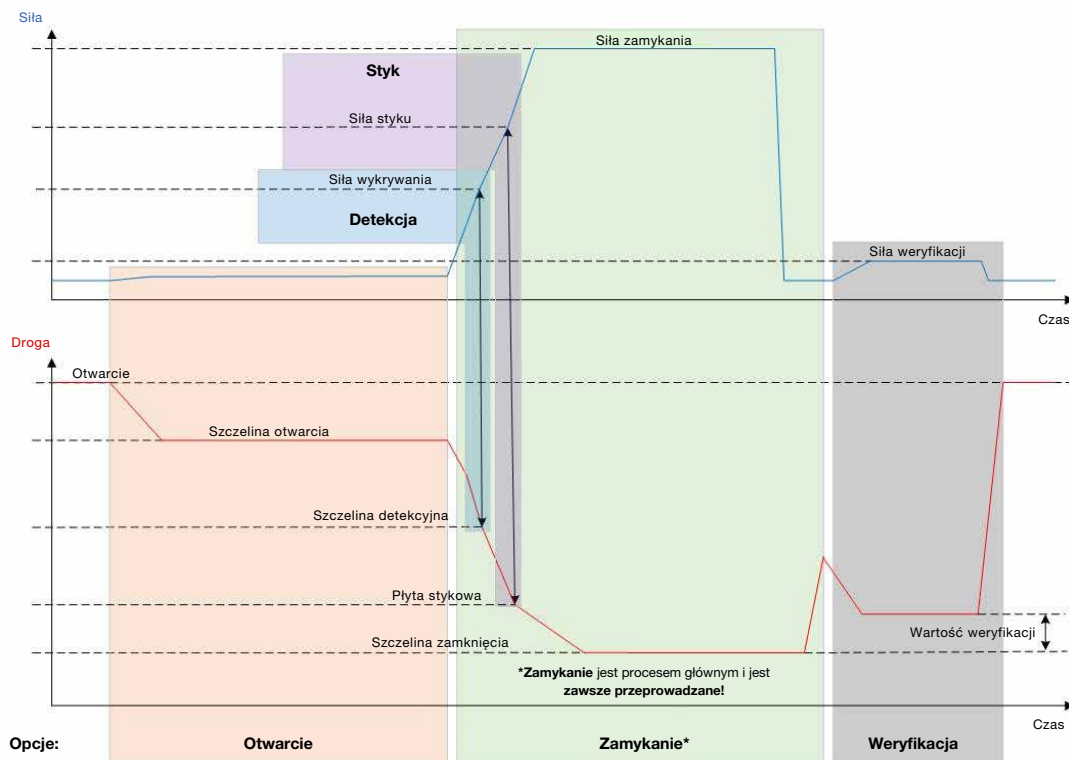 Siła
Siła zamykania
Styk
Siła styku
Siła wykrywania
Detekcja
Siła weryfikacji
Czas
Droga
Otwarcie
Szczelina otwarcia
Szczelina detekcyjna
Płyta stykowa
Wartość weryfikacji
Szczelina zamknięcia
*Zamykanie jest procesem głównym i jest
zawsze przeprowadzane!
Czas
Opcje:
Otwarcie
Zamykanie*
Weryfikacja